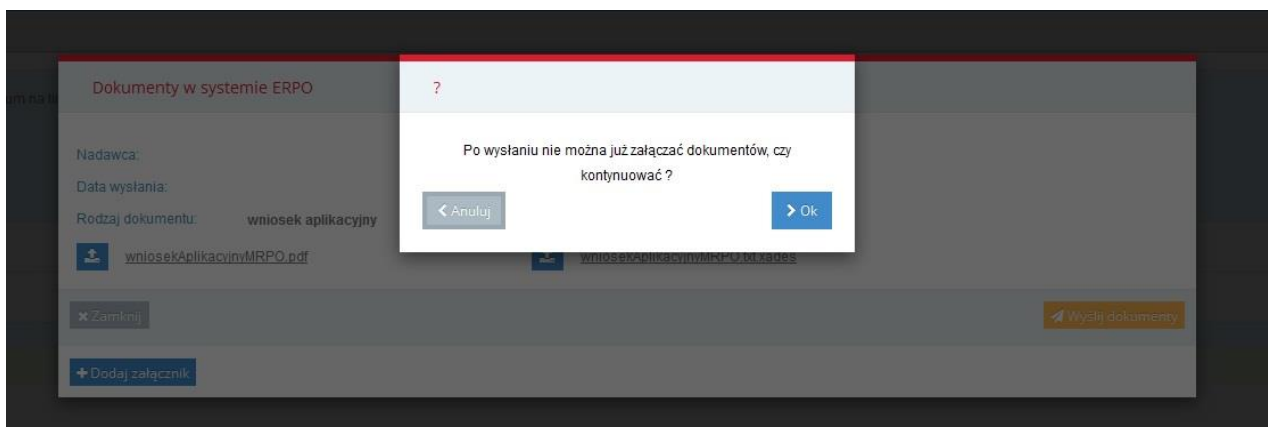 Dokumenty w systemie ERPO
?
Po wysłaniu nie można już załączać dokumentów, czy
kontynuować ?
Anuluj
Ok
Nadawca:
Data wysłania:
Rodzaj dokumentu: wniosek aplikacyjny
wniosekAplikacyjnyMRPO.pdf
wniosekAplikacyjnyMRPO.txt.xades
Zamknij
Wyślij dokumenty
Dodaj załącznik